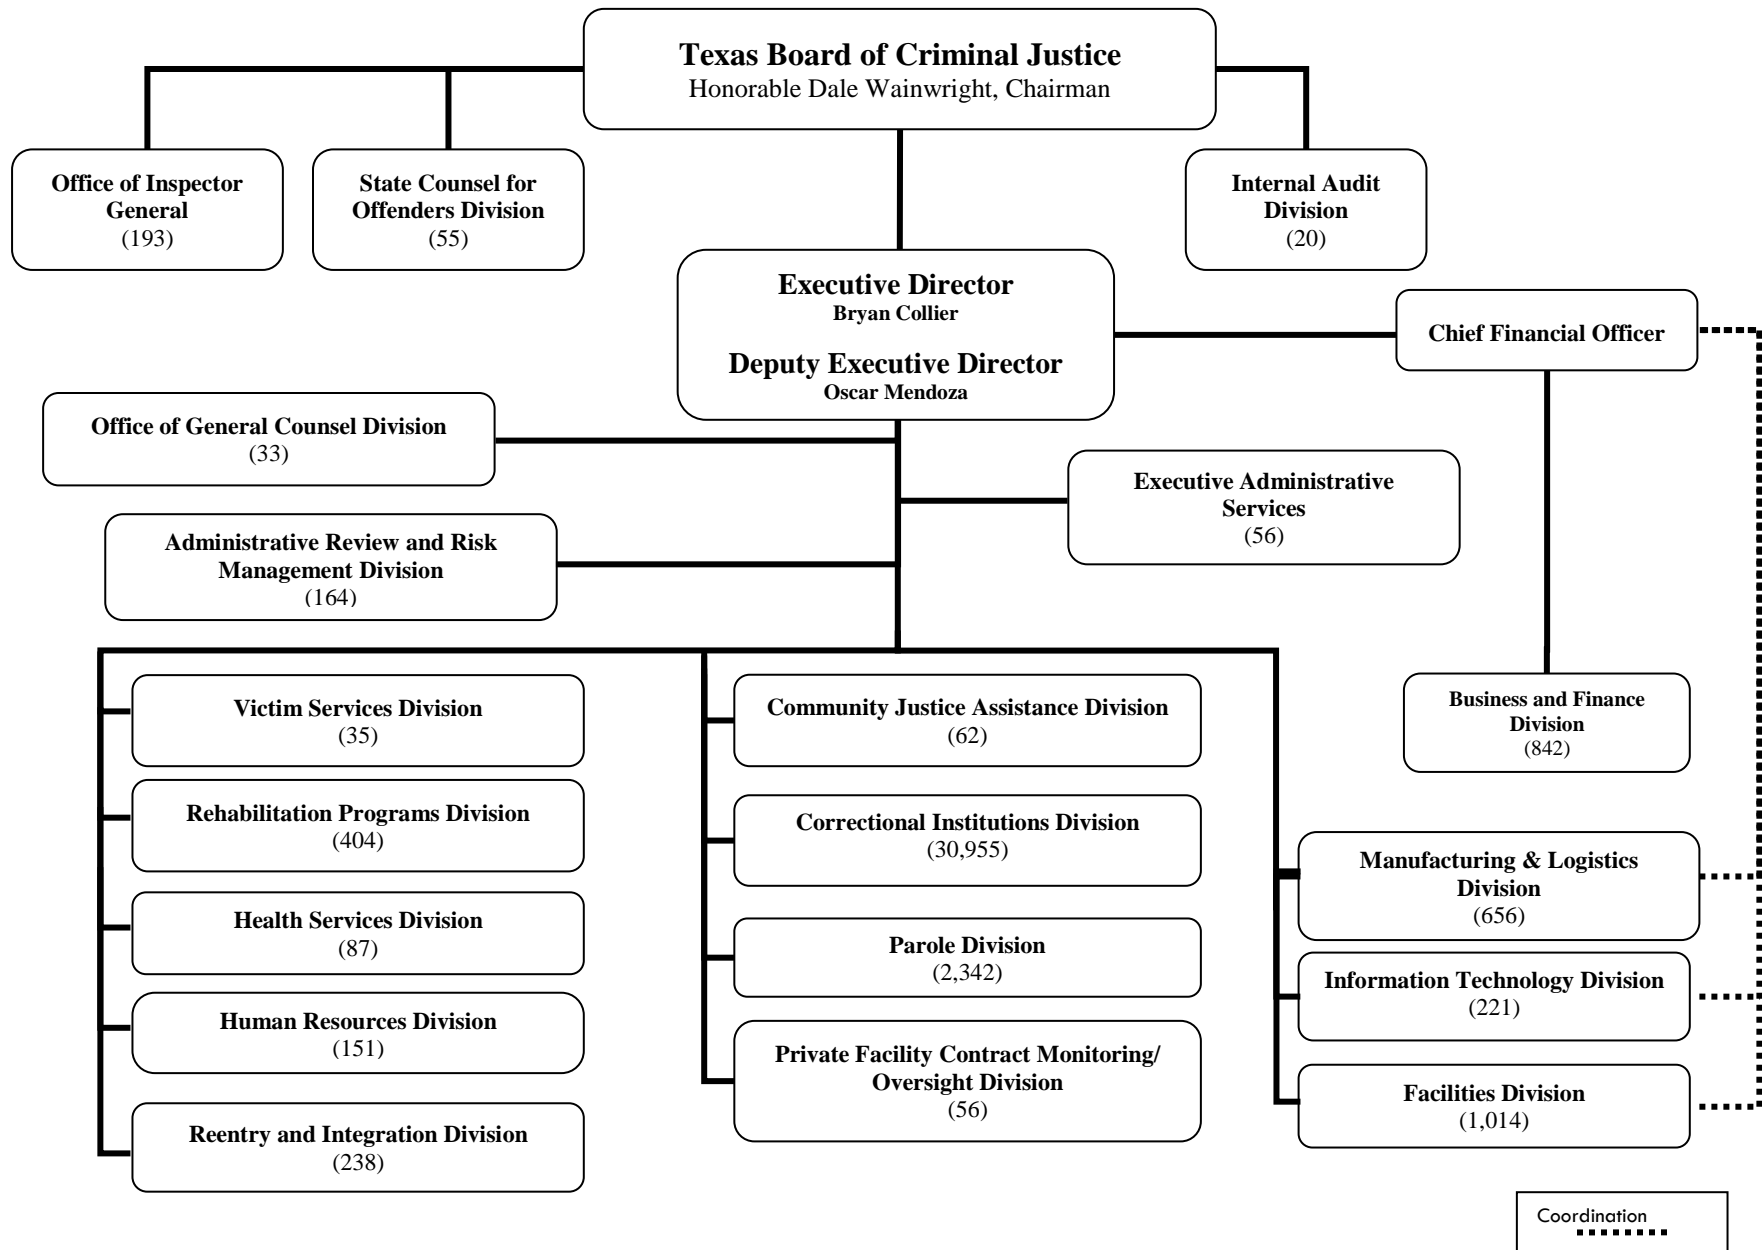 Texas Board of Criminal Justice
Honorable Dale Wainwright, Chairman
Office of Inspector
General
(193)
State Counsel for
Offenders Division
(55)
Internal Audit
Division
(20)
Executive Director
Bryan Collier
Deputy Executive Director
Oscar Mendoza
Chief Financial Officer
Office of General Counsel Division
(33)
Executive Administrative
Services
(56)
Administrative Review and Risk
Management Division
(164)
Victim Services Division
(35)
Rehabilitation Programs Division
(404)
Health Services Division
(87)
Human Resources Division
(151)
Reentry and Integration Division
(238)
Community Justice Assistance Division
(62)
Correctional Institutions Division
(30,955)
Parole Division
(2,342)
Private Facility Contract Monitoring/
Oversight Division
(56)
Business and Finance
Division
(842)
Manufacturing & Logistics
Division
(656)
Information Technology Division
(221)
Facilities Division
(1,014)
Coordination